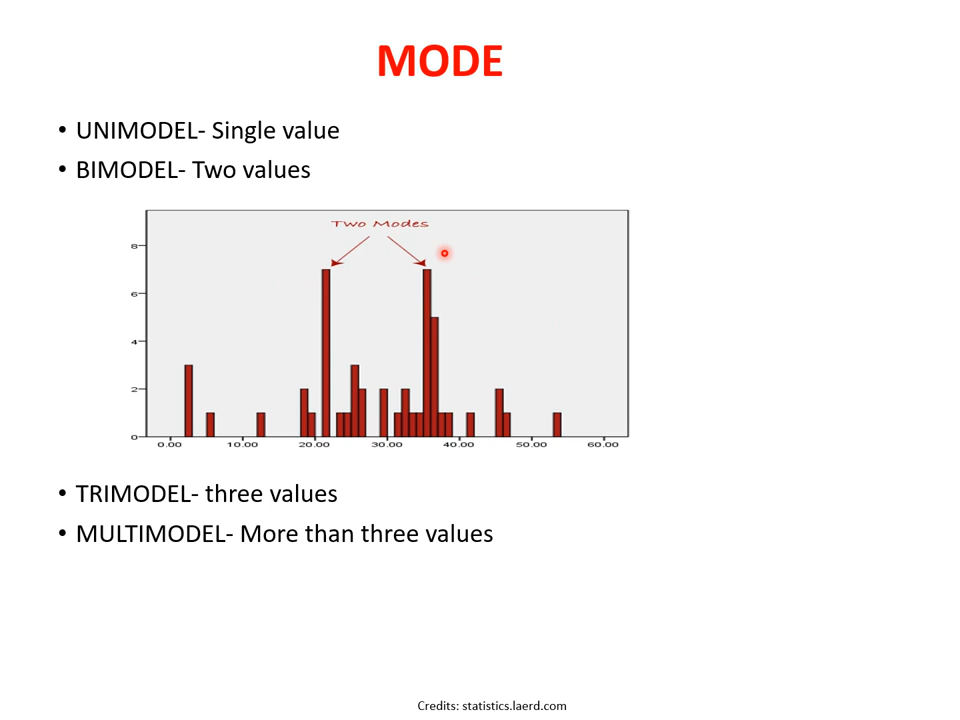 MODE
• UNIMODEL- Single value
• BIMODEL- Two values
Two Modes
8
6
4
2
0
0.00 10.00 20.00 30.00 40.00 50.00 60.00
• TRIMODEL- three values
• MULTIMODEL- More than three values
Credits: statistics.laerd.com